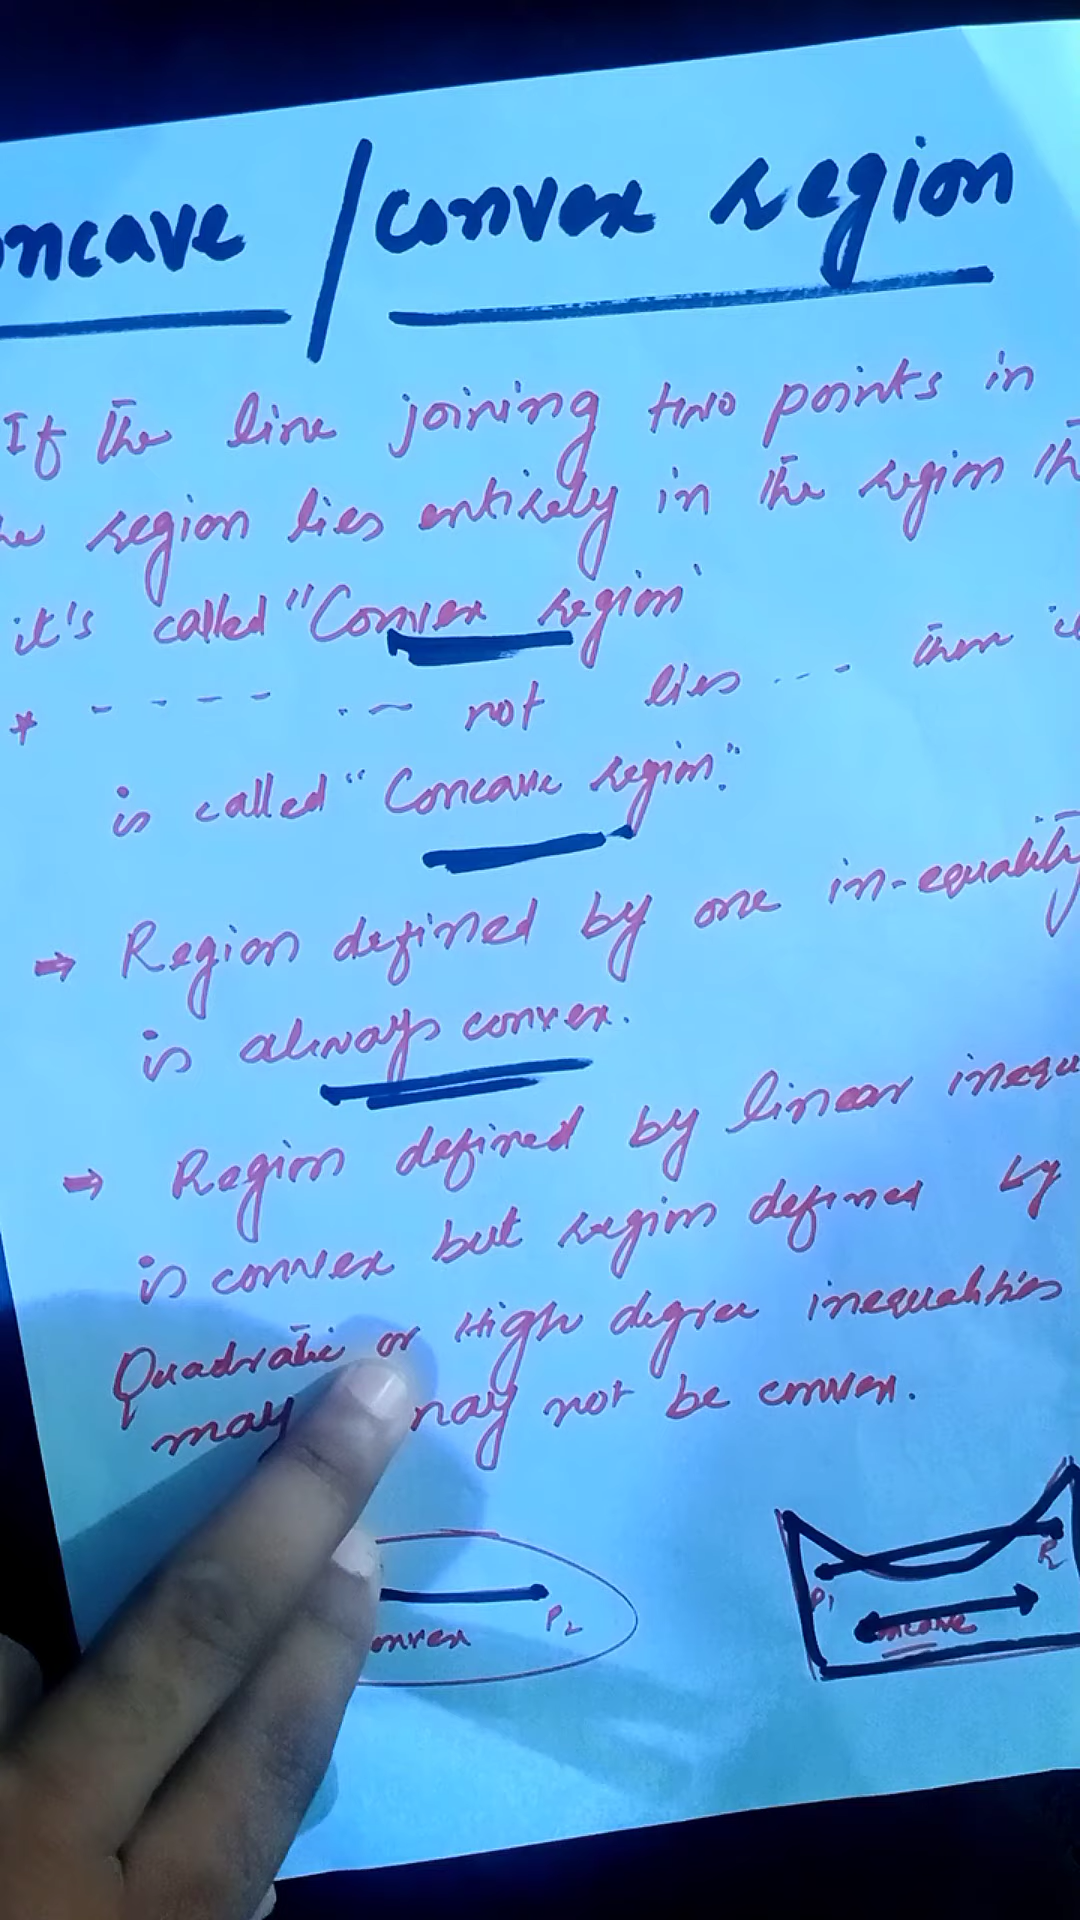 ncave / convex region
If the line joining two points in
region lies entirely in the region th
it's called "Convex region"
* - - - - - - not lies - - - then it
is called "Concave region."
⇒ Region defined by one in-equality
is always convex.
⇒ Region defined by linear inequ
is convex but region defined by
Quadratic or High degree inequalities
may may not be convex.
P2
onvex
P1
R
concave